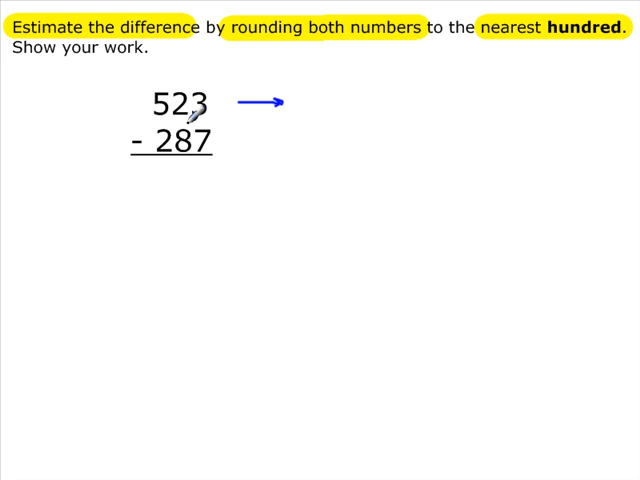 Estimate the difference by rounding both numbers to the nearest hundred.
Show your work.
523
- 287